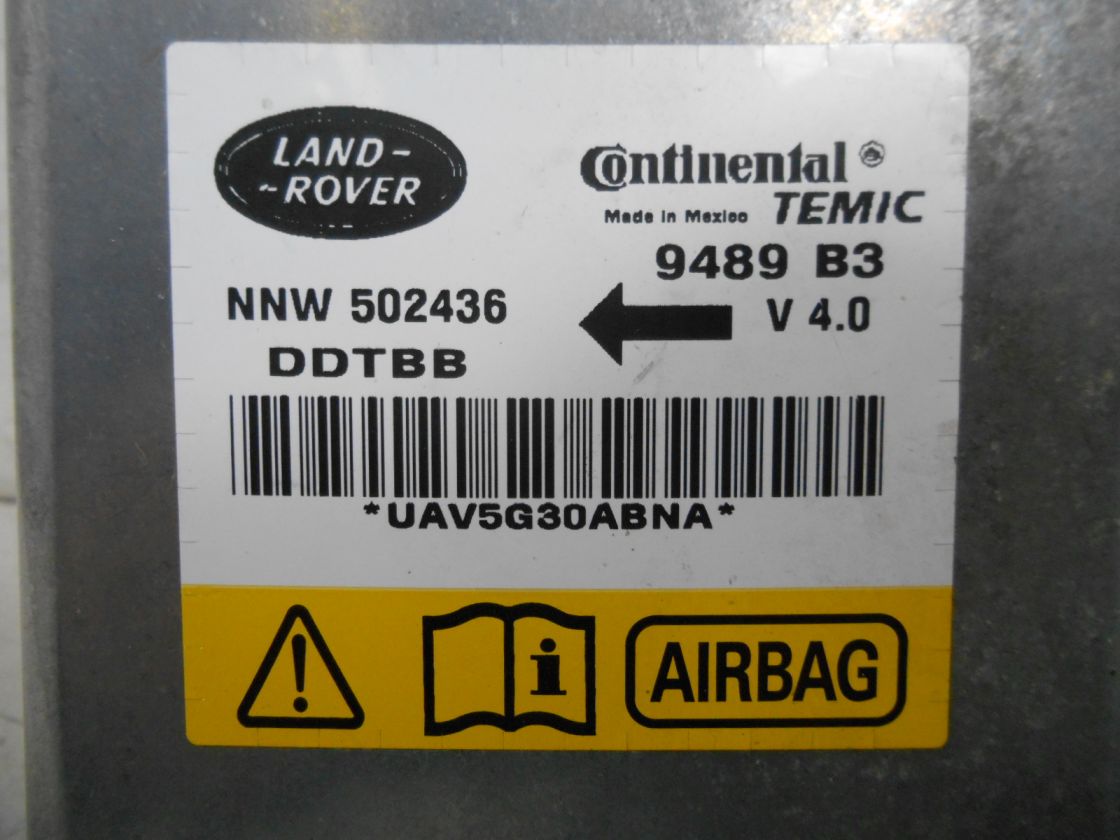 LAND-
-ROVER
Continental
TEMIC
Made in Mexico
9489 B3
NNW 502436
V 4.0
DDTBB
*UAV5G30ABNA*
i
AIRBAG